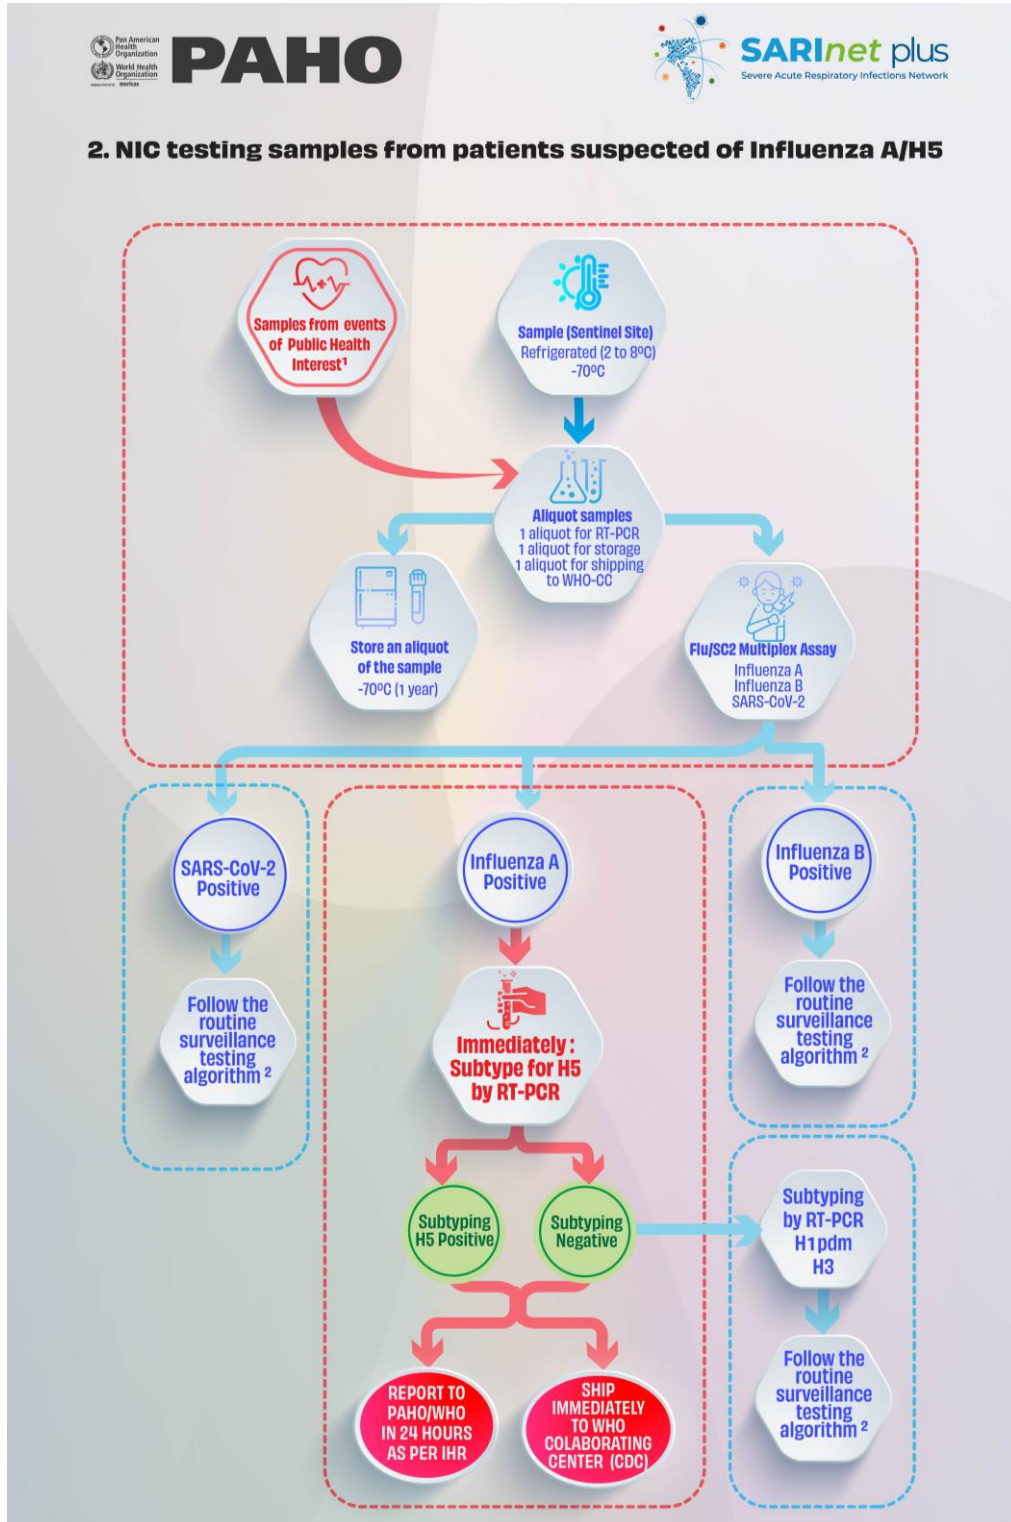 Pan American
Health
Organization
World Health
Organization
PAHO
SARInet plus
Severe Acute Respiratory Infections Network
2. NIC testing samples from patients suspected of Influenza A/H5
Samples from events
of Public Health
Interest¹
Sample (Sentinel Site)
Refrigerated (2 to 8ºC)
-70ºC
Aliquot samples
1 aliquot for RT-PCR
1 aliquot for storage
1 aliquot for shipping
to WHO-CC
Store an aliquot
of the sample
-70ºC (1 year)
Flu/SC2 Multiplex Assay
Influenza A
Influenza B
SARS-CoV-2
SARS-CoV-2
Positive
Influenza A
Positive
Influenza B
Positive
Follow the
routine
surveillance
testing
algorithm ²
Immediately :
Subtype for H5
by RT-PCR
Follow the
routine
surveillance
testing
algorithm ²
Subtyping
H5 Positive
Subtyping
Negative
Subtyping
by RT-PCR
H1pdm
H3
REPORT TO
PAHO/WHO
IN 24 HOURS
AS PER IHR
SHIP
IMMEDIATELY
TO WHO
COLABORATING
CENTER (CDC)
Follow the
routine
surveillance
testing
algorithm ²